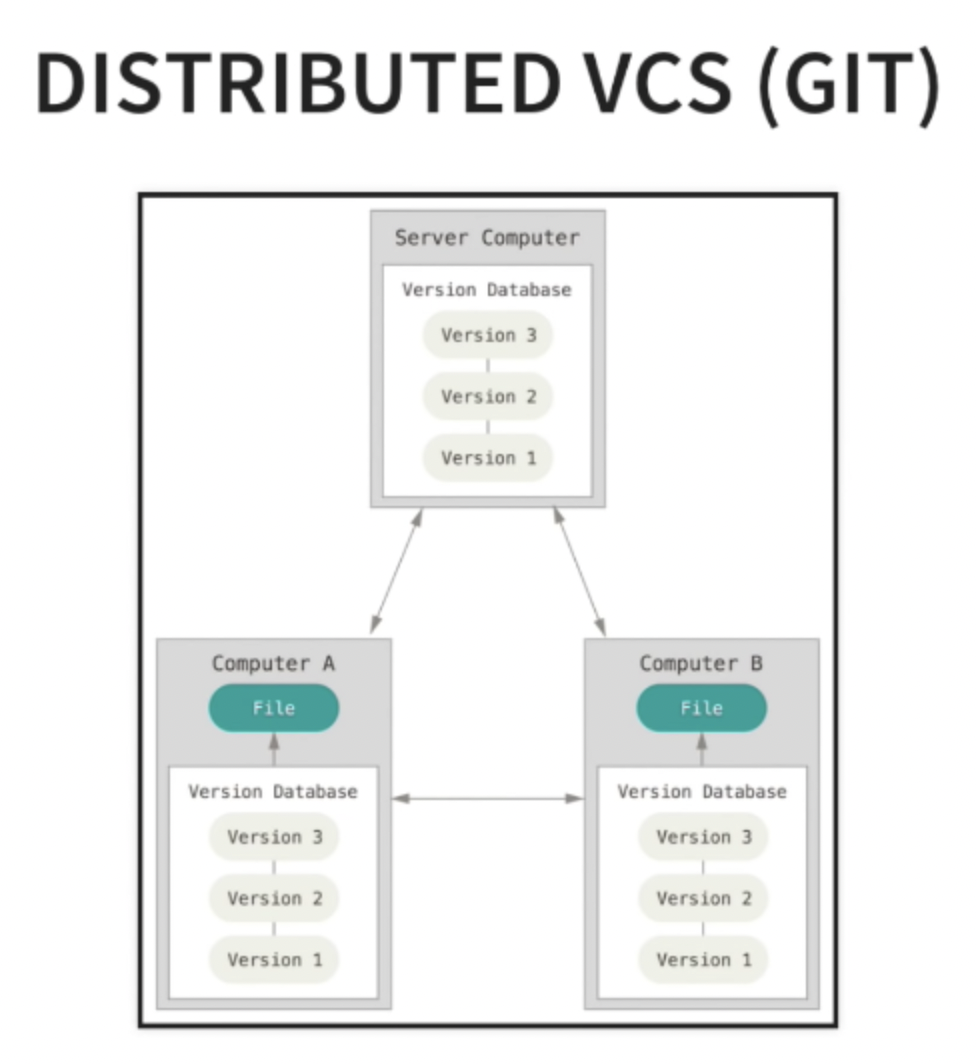 DISTRIBUTED VCS (GIT)
Server Computer
Version Database
Version 3
Version 2
Version 1
Computer A
File
Version Database
Version 3
Version 2
Version 1
Computer B
File
Version Database
Version 3
Version 2
Version 1